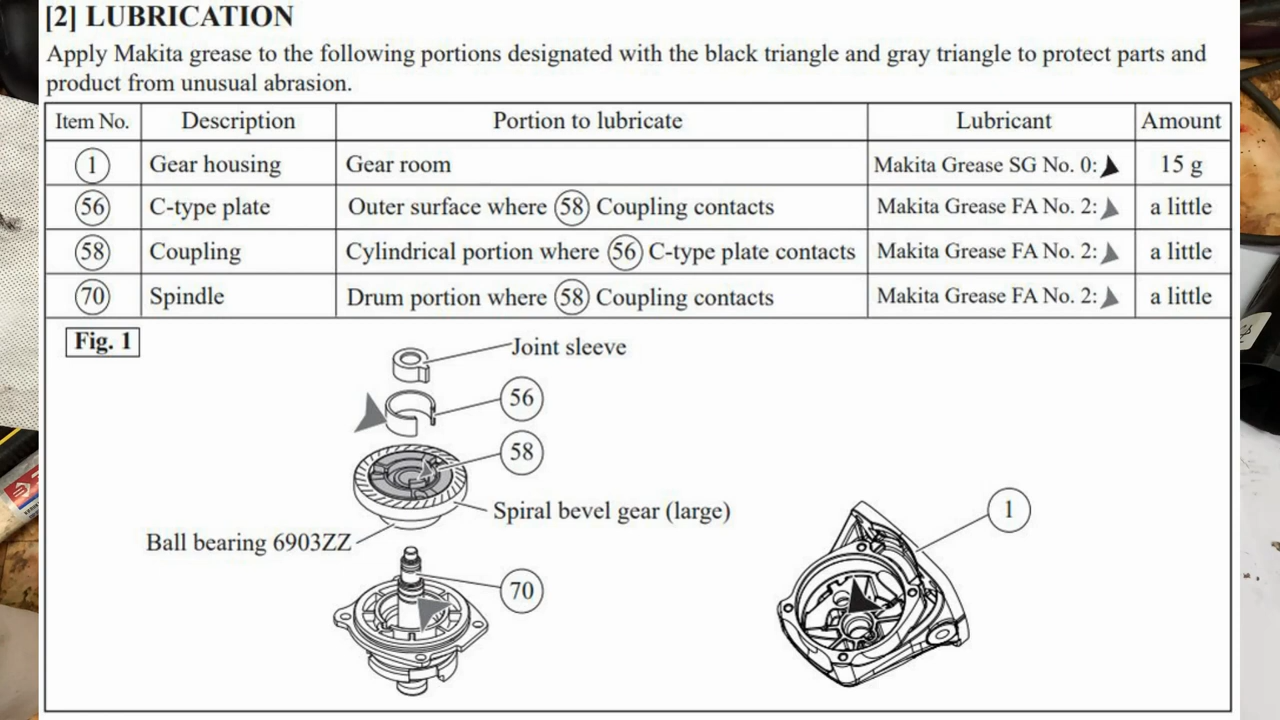 [2] LUBRICATION
Apply Makita grease to the following portions designated with the black triangle and gray triangle to protect parts and
product from unusual abrasion.
Item No. Description Portion to lubricate Lubricant Amount
1 Gear housing Gear room Makita Grease SG No. 0: 15 g
56 C-type plate Outer surface where 58 Coupling contacts Makita Grease FA No. 2: a little
58 Coupling Cylindrical portion where 56 C-type plate contacts Makita Grease FA No. 2: a little
70 Spindle Drum portion where 58 Coupling contacts Makita Grease FA No. 2: a little
Fig. 1
Joint sleeve
56
58
Spiral bevel gear (large)
1
Ball bearing 6903ZZ
70